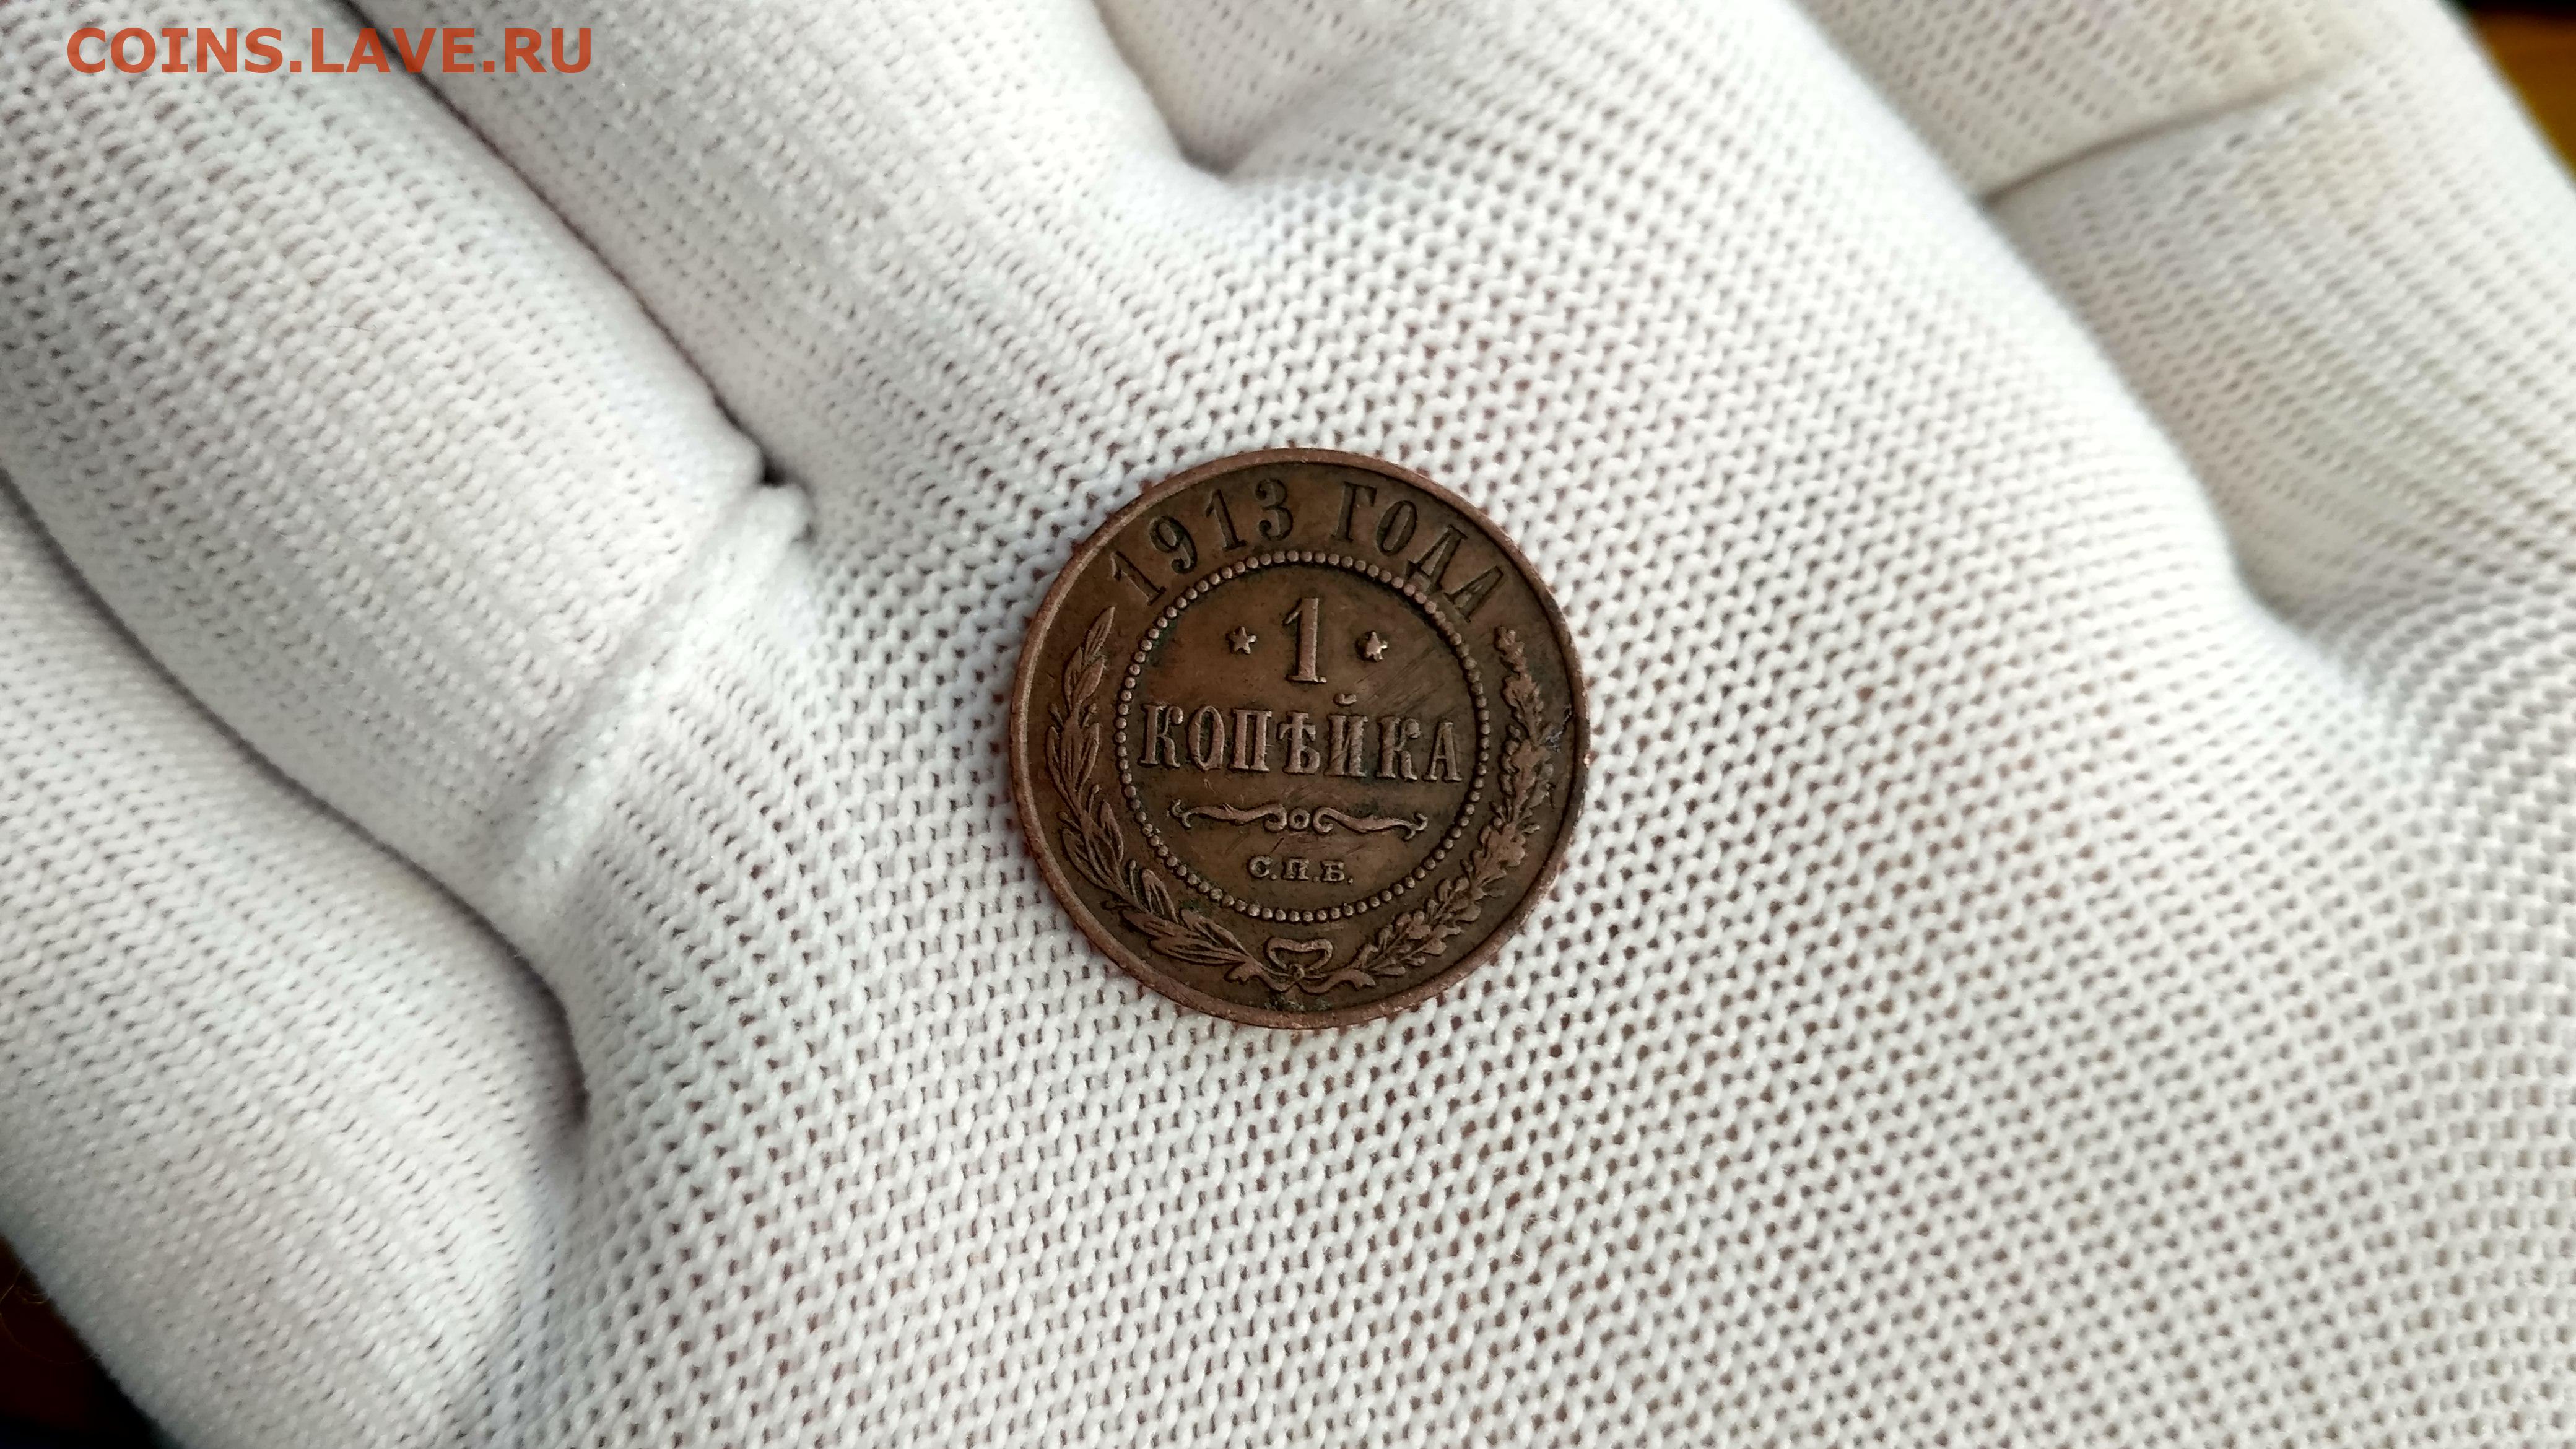 COINS.LAVE.RU
1913 ГОДА
1
КОПѢЙКА
С.П.Б.